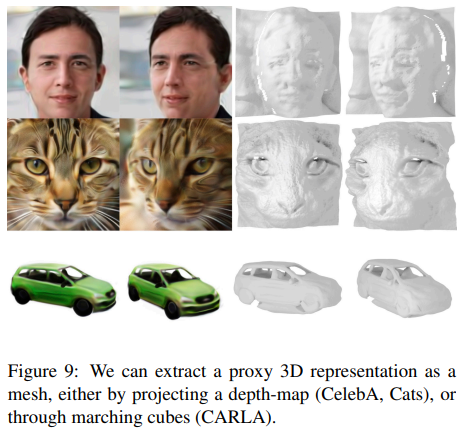 Figure 9: We can extract a proxy 3D representation as a
mesh, either by projecting a depth-map (CelebA, Cats), or
through marching cubes (CARLA).